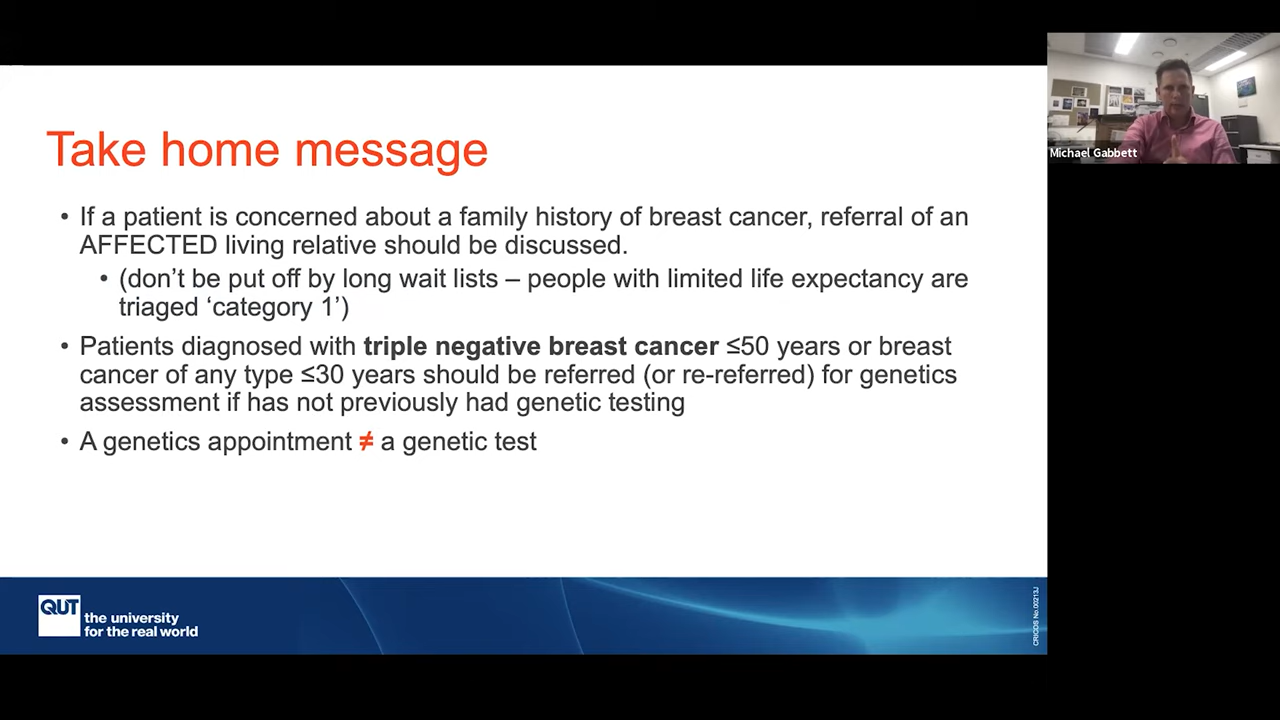 Take home message
• If a patient is concerned about a family history of breast cancer, referral of an
AFFECTED living relative should be discussed.
• (don’t be put off by long wait lists – people with limited life expectancy are
triaged ‘category 1’)
• Patients diagnosed with triple negative breast cancer ≤50 years or breast
cancer of any type ≤30 years should be referred (or re-referred) for genetics
assessment if has not previously had genetic testing
• A genetics appointment ≠ a genetic test
Michael Gabbett
QUT
the university
for the real world
CRICOS No.00213J